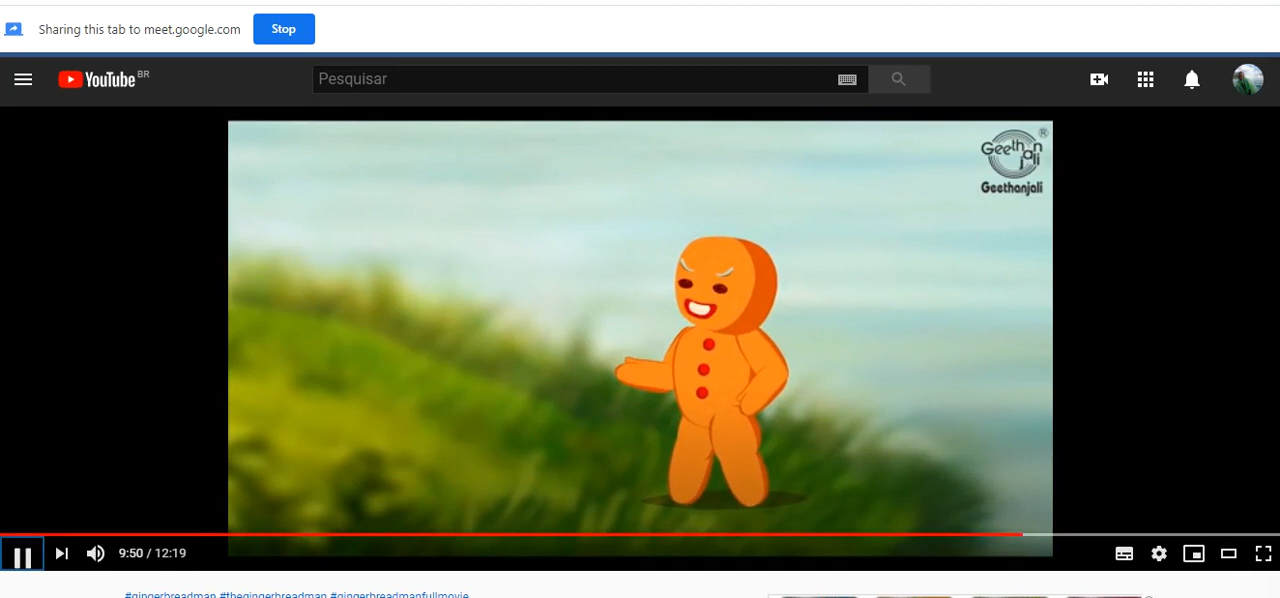 Sharing this tab to meet.google.com
Stop
YouTube BR
Pesquisar
Geethanjali ®
Geethanjali
9:50 / 12:19
#gingerbreadman #thegingerbreadman #gingerbreadmanfullmovie